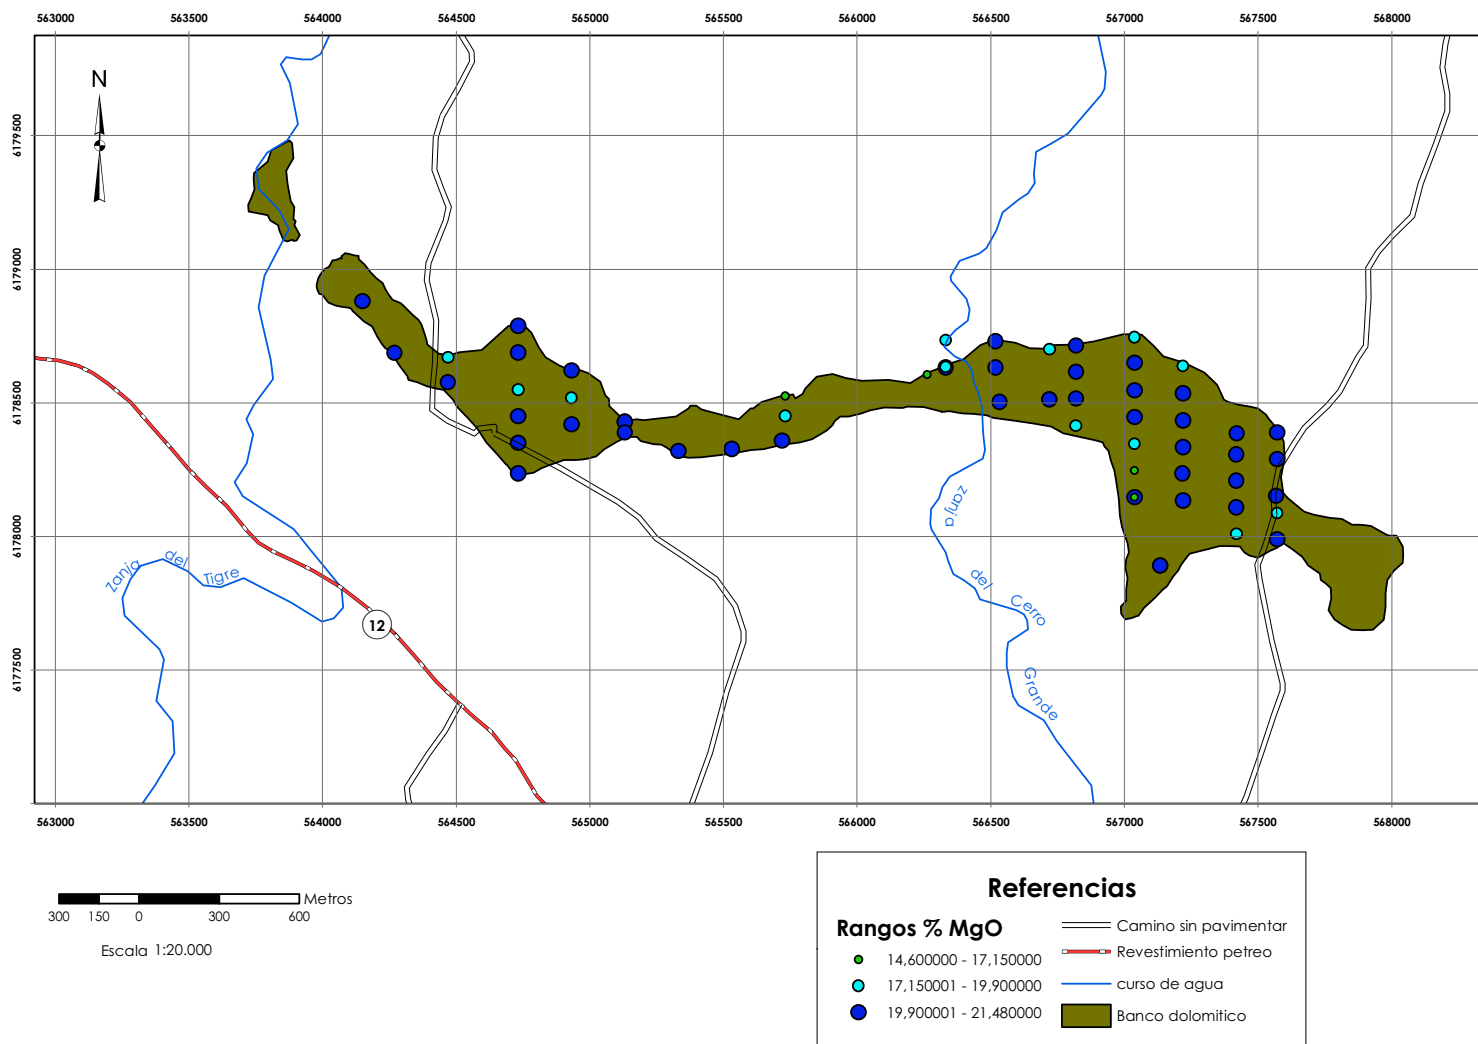 563000 563500 564000 564500 565000 565500 566000 566500 567000 567500 568000
N
6179500
6179000
6178500
6178000
6177500
zanja
del
Cerro
Grande
Zanja
del
Tigre
12
563000 563500 564000 564500 565000 565500 566000 566500 567000 567500 568000
Metros
300 150 0 300 600
Escala 1:20.000
Referencias
Rangos % MgO
14,600000 - 17,150000
17,150001 - 19,900000
19,900001 - 21,480000
Camino sin pavimentar
Revestimiento petreo
curso de agua
Banco dolomitico